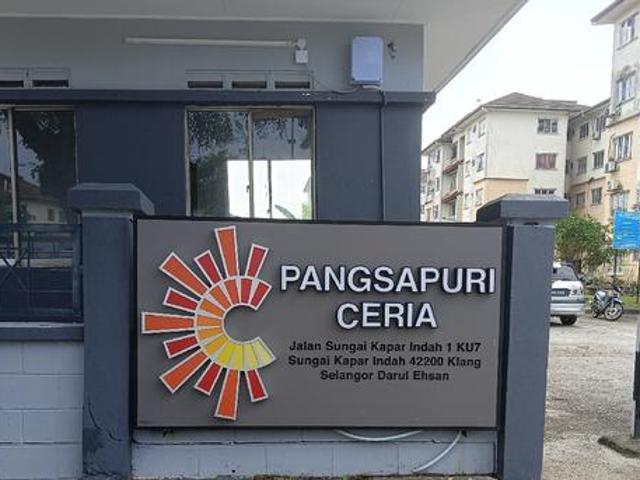 PANGSAPURI
CERIA
Jalan Sungai Kapar Indah 1 KU7
Sungai Kapar Indah 42200 Klang
Selangor Darul Ehsan